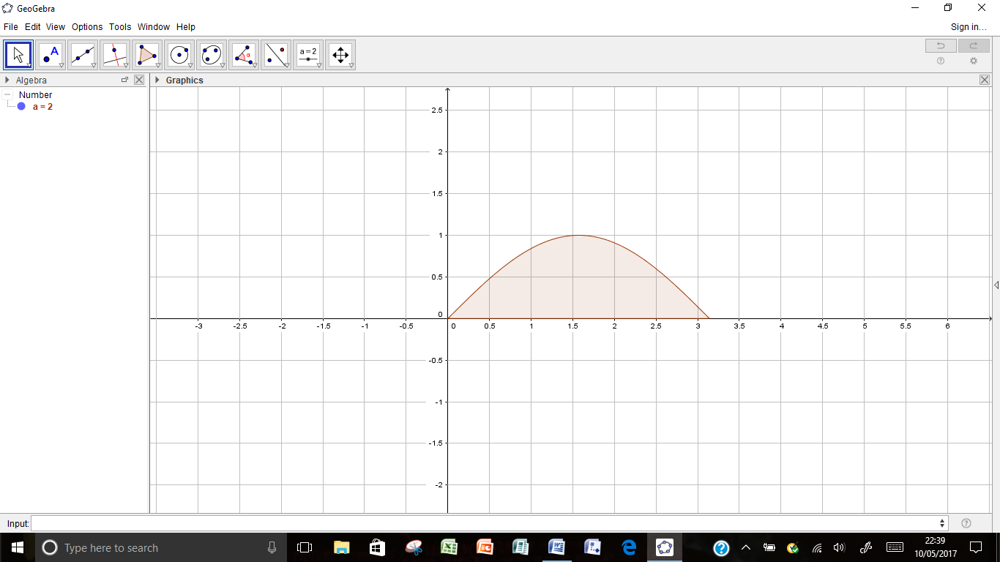 GeoGebra
File Edit View Options Tools Window Help Sign in...
A α a=2
Algebra Graphics
Number
a = 2
2.5
2
1.5
1
0.5
0
-3 -2.5 -2 -1.5 -1 -0.5 0 0.5 1 1.5 2 2.5 3 3.5 4 4.5 5 5.5 6
-0.5
-1
-1.5
-2
Input:
Type here to search
22:39
10/05/2017